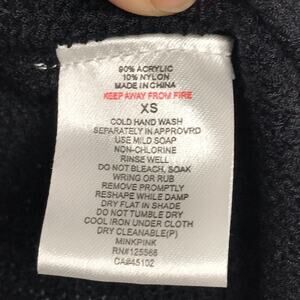 90% ACRYLIC
10% NYLON
MADE IN CHINA
KEEP AWAY FROM FIRE
XS
COLD HAND WASH
SEPARATELY IN APPROVRD
USE MILD SOAP
NON-CHLORINE
RINSE WELL
DO NOT BLEACH, SOAK
WRING OR RUB
REMOVE PROMPTLY
RESHAPE WHILE DAMP
DRY FLAT IN SHADE
DO NOT TUMBLE DRY
COOL IRON UNDER CLOTH
DRY CLEANABLE(P)
MINKPINK
RN#125566
CA#45102